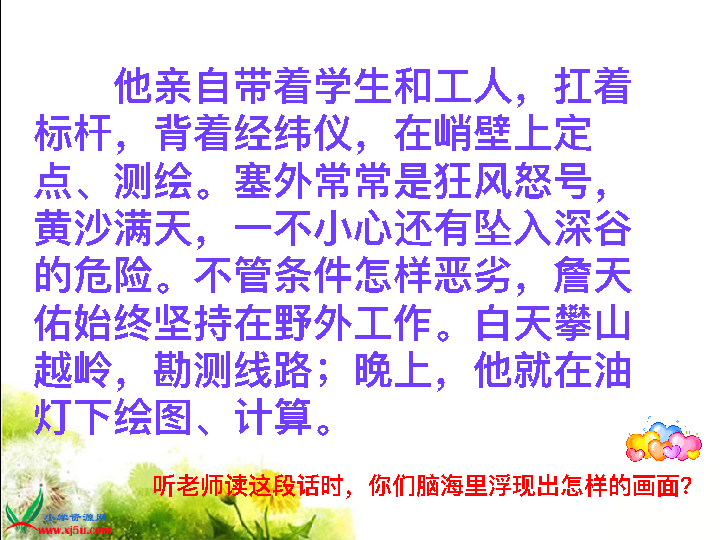 他亲自带着学生和工人，扛着
标杆，背着经纬仪，在峭壁上定
点、测绘。塞外常常是狂风怒号，
黄沙满天，一不小心还有坠入深谷
的危险。不管条件怎样恶劣，詹天
佑始终坚持在野外工作。白天攀山
越岭，勘测线路；晚上，他就在油
灯下绘图、计算。
听老师读这段话时，你们脑海里浮现出怎样的画面？
小学资源网
www.xj5u.com